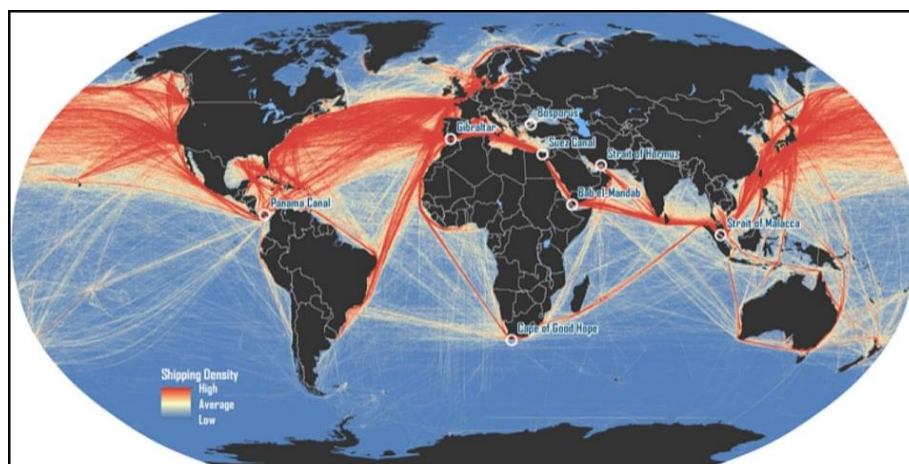 Bosporus
Gibraltar
Suez Canal
Strait of Hormuz
Panama Canal
Bab el-Mandab
Strait of Malacca
Cape of Good Hope
Shipping Density
High
Average
Low